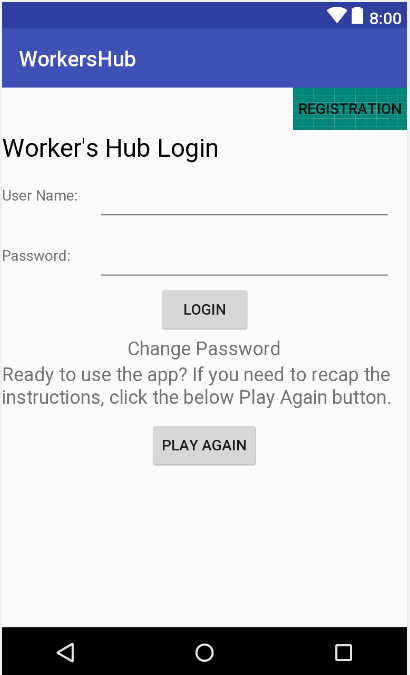 8:00
WorkersHub
REGISTRATION
Worker's Hub Login
User Name:
Password:
LOGIN
Change Password
Ready to use the app? If you need to recap the
instructions, click the below Play Again button.
PLAY AGAIN